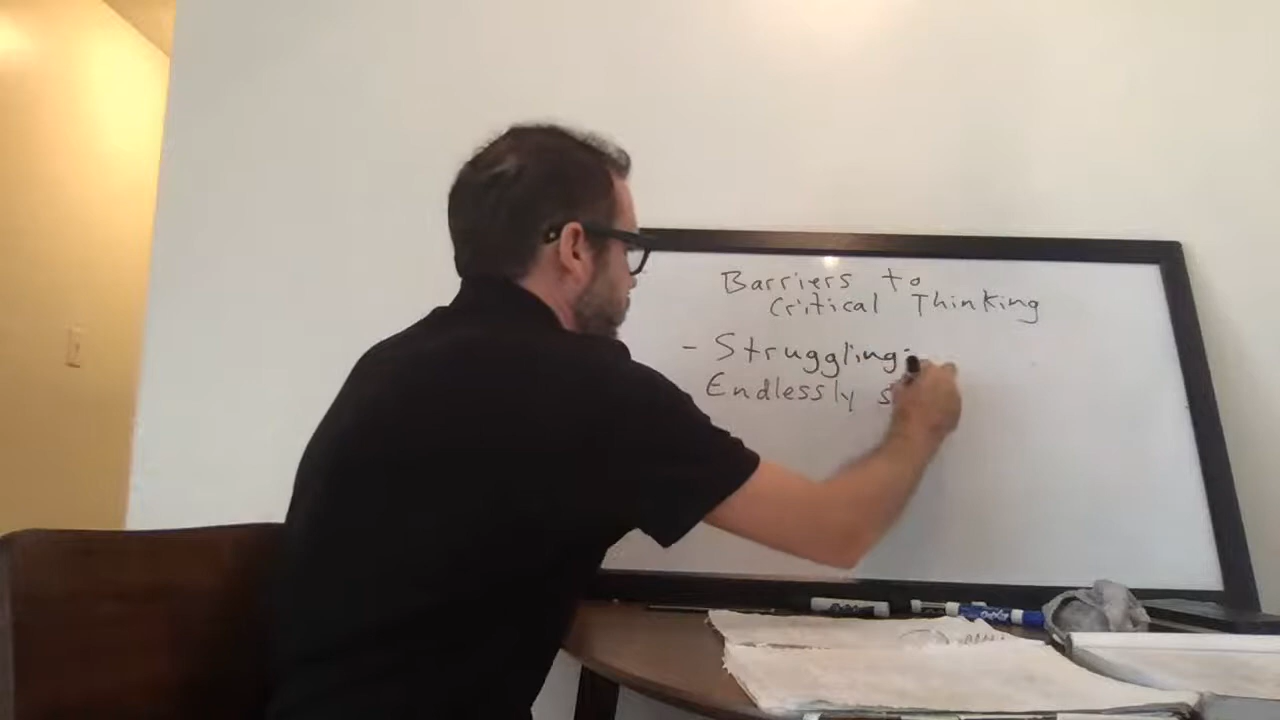 Barriers to
Critical Thinking
- Struggling:
Endlessly s